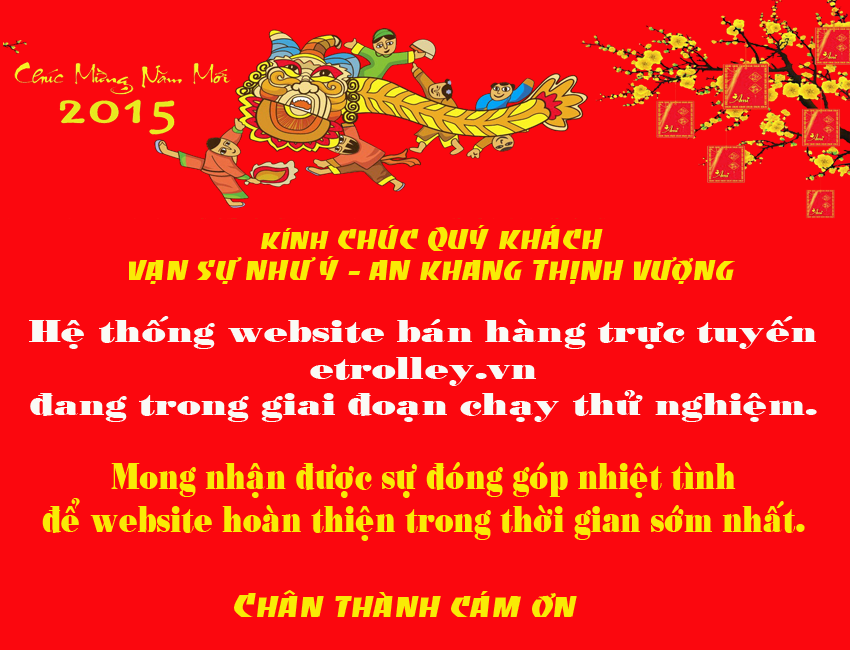 Chúc Mừng Năm Mới
2015
KÍNH CHÚC QUÝ KHÁCH
VẠN SỰ NHƯ Ý - AN KHANG THỊNH VƯỢNG
Hệ thống website bán hàng trực tuyến
etrolley.vn
đang trong giai đoạn chạy thử nghiệm.
Mong nhận được sự đóng góp nhiệt tình
để website hoàn thiện trong thời gian sớm nhất.
CHÂN THÀNH CÁM ƠN